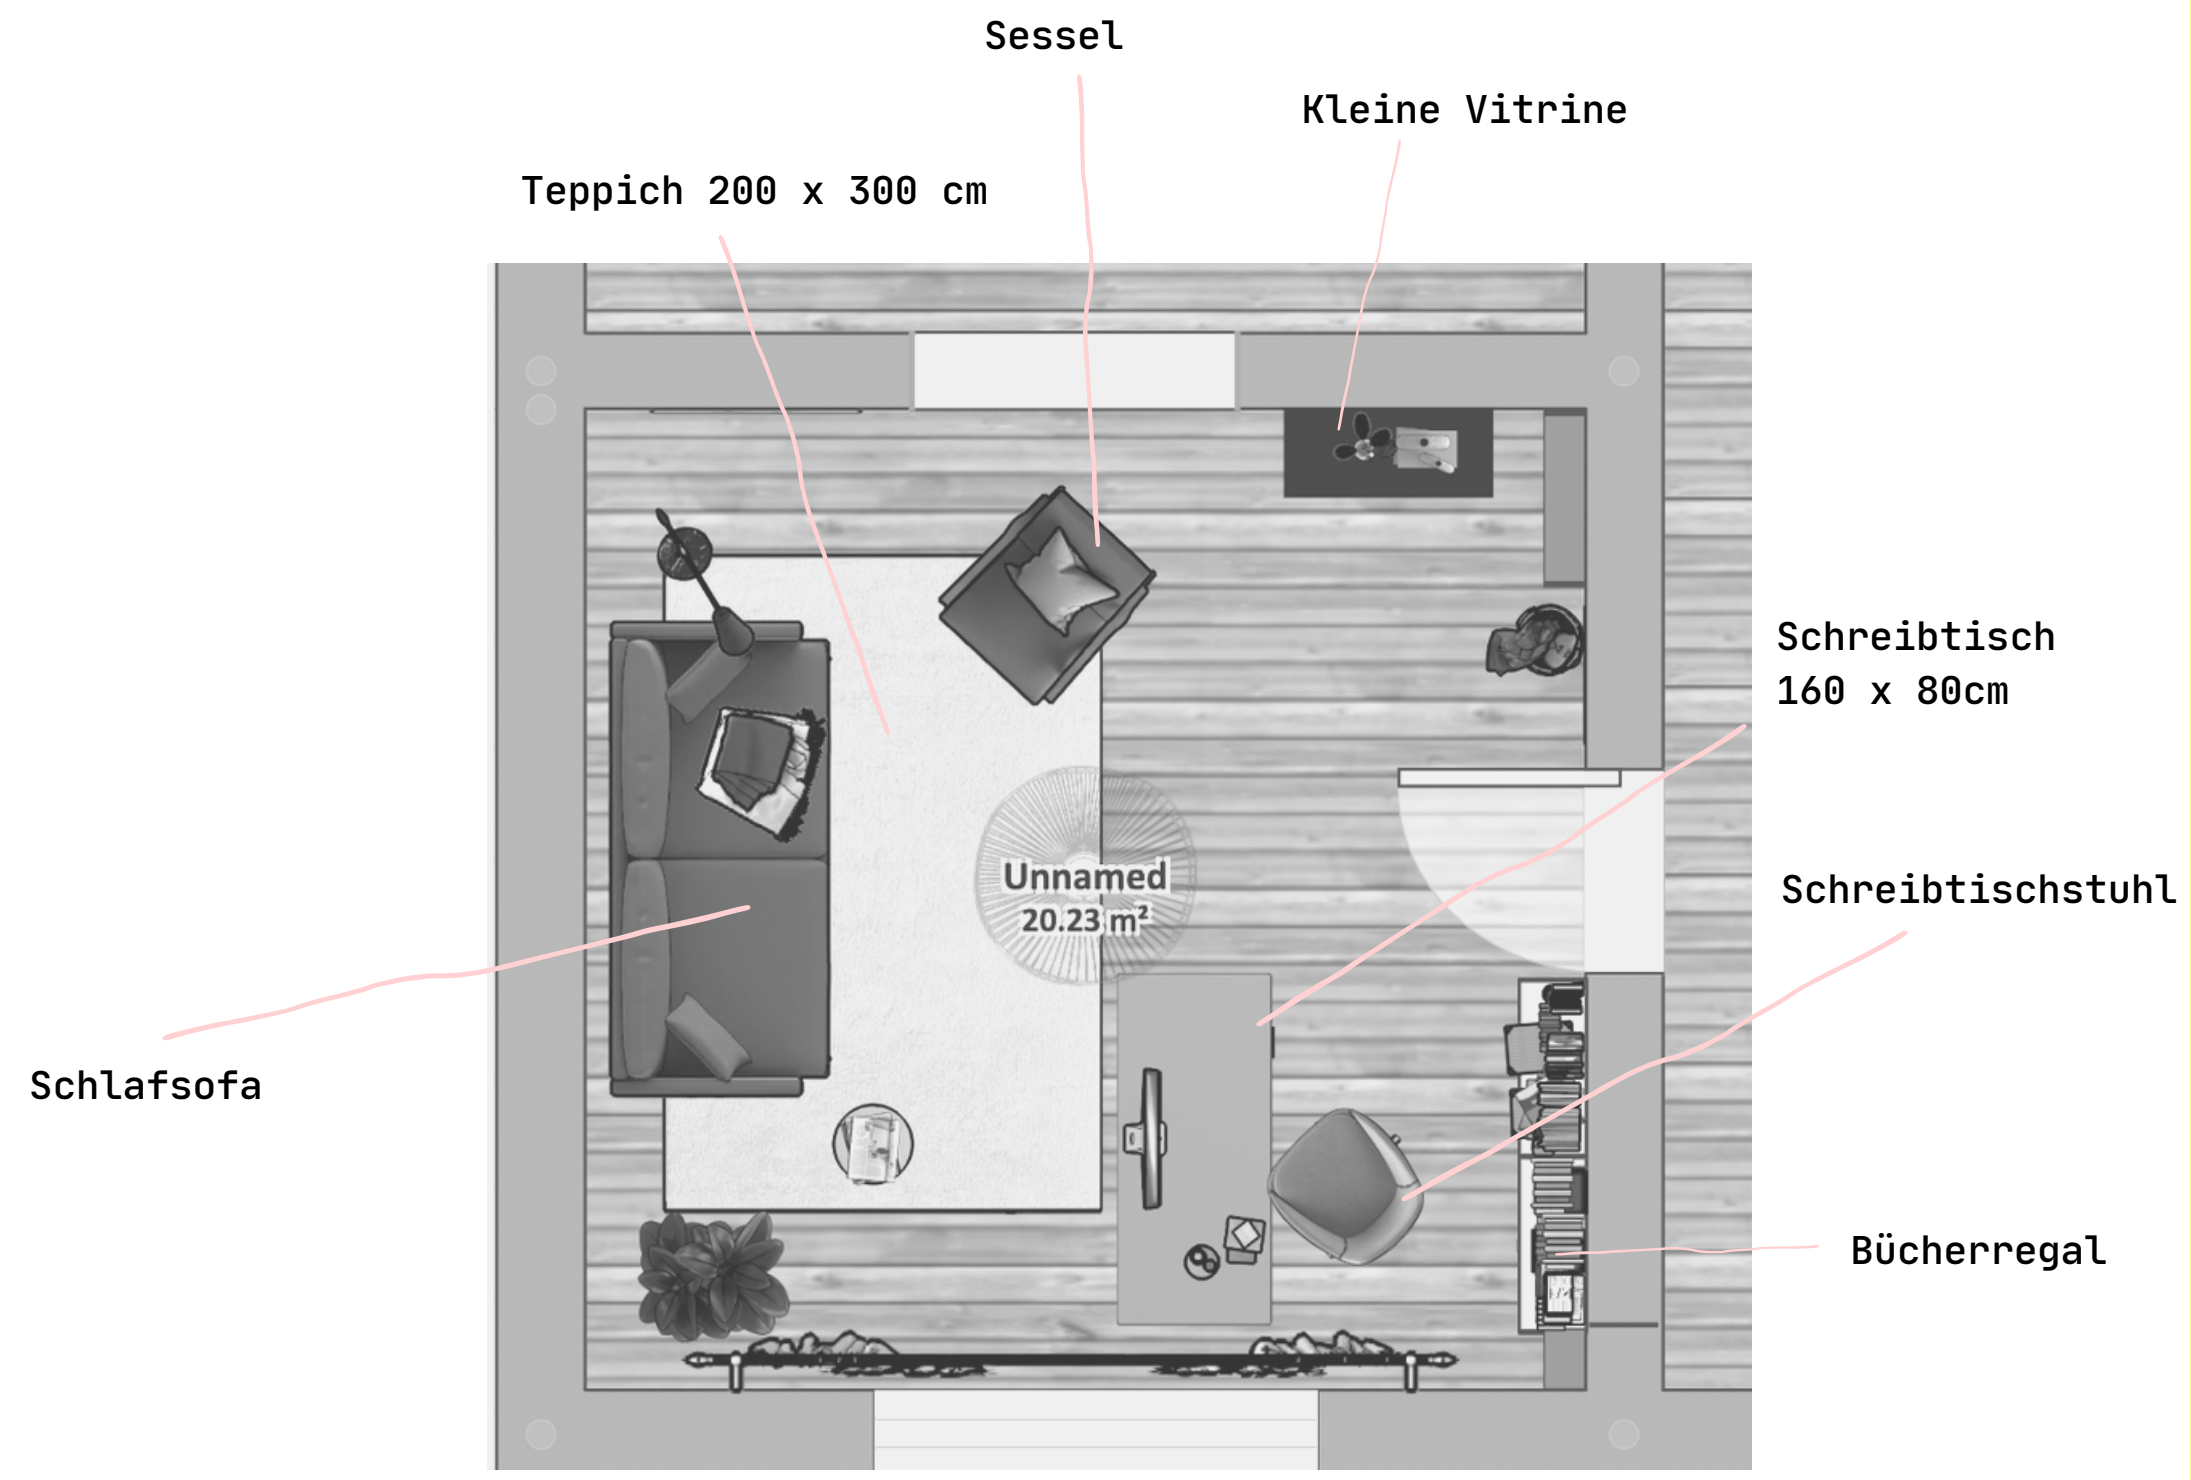 Sessel
Kleine Vitrine
Teppich 200 x 300 cm
Schreibtisch
160 x 80cm
Unnamed
20.23 m²
Schreibtischstuhl
Schlafsofa
Bücherregal